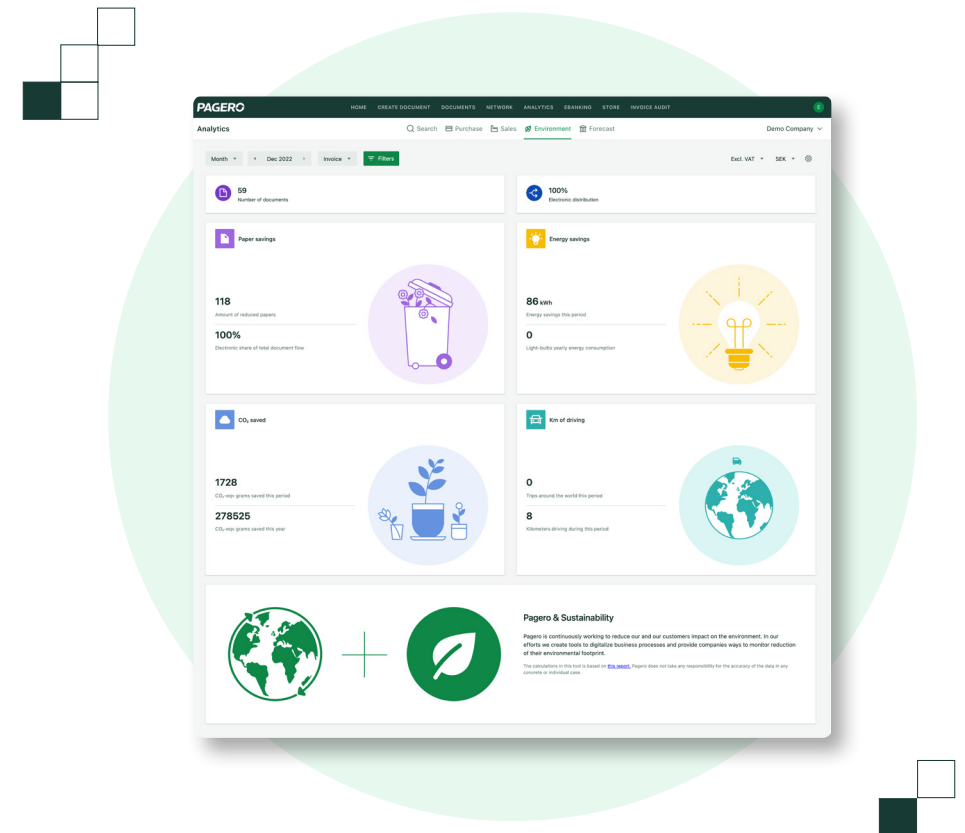 PAGERO
HOME CREATE DOCUMENT DOCUMENTS NETWORK ANALYTICS EBANKING STORE INVOICE AUDIT
E
Analytics
Search Purchase Sales Environment Forecast
Demo Company
Month Dec 2022 Invoice Filters
Excl. VAT SEK
59
Number of documents
100%
Electronic distribution
Paper savings
118
Amount of reduced papers
100%
Electronic share of total document flow
Energy savings
86 kWh
Energy savings this period
0
Light-bulbs yearly energy consumption
CO₂ saved
1728
CO₂-eqv grams saved this period
278525
CO₂-eqv grams saved this year
Km of driving
0
Trips around the world this period
8
Kilometers driving during this period
Pagero & Sustainability
Pagero is continuously working to reduce our and our customers impact on the environment. In our
efforts we create tools to digitalize business processes and provide companies ways to monitor reduction
of their environmental footprint.
The calculations in this tool is based on this report. Pagero does not take any responsibility for the accuracy of the data in any
concrete or individual case.